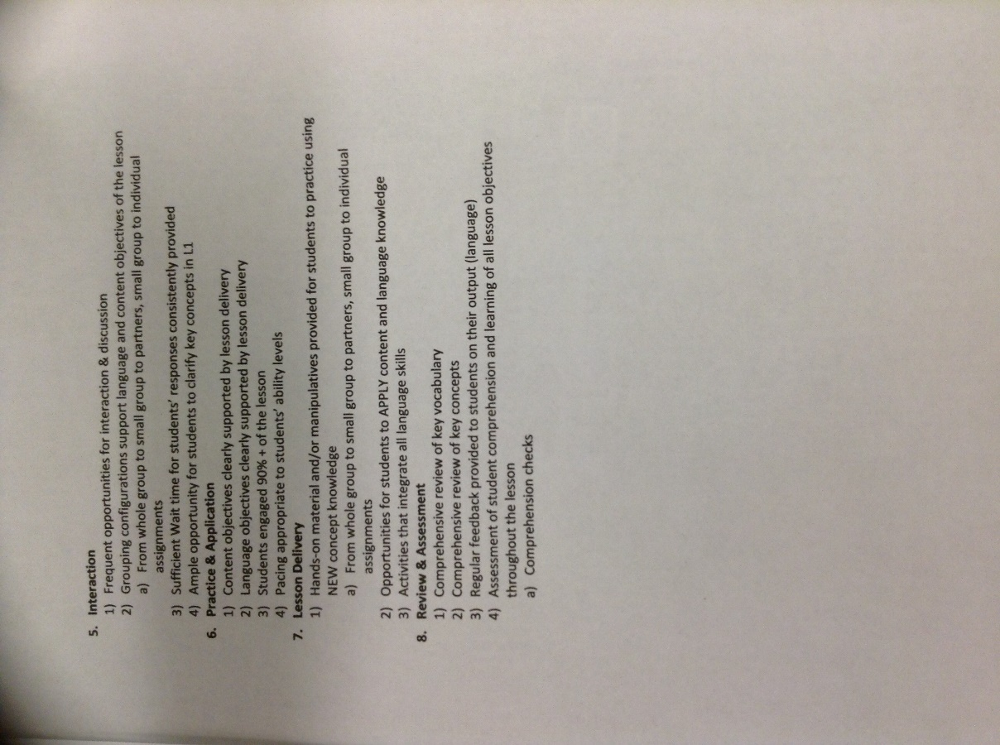 5. Interaction
1) Frequent opportunities for interaction & discussion
2) Grouping configurations support language and content objectives of the lesson
a) From whole group to small group to partners, small group to individual
assignments
3) Sufficient Wait time for students' responses consistently provided
4) Ample opportunity for students to clarify key concepts in L1
6. Practice & Application
1) Content objectives clearly supported by lesson delivery
2) Language objectives clearly supported by lesson delivery
3) Students engaged 90% + of the lesson
4) Pacing appropriate to students' ability levels
7. Lesson Delivery
1) Hands-on material and/or manipulatives provided for students to practice using
NEW concept knowledge
a) From whole group to small group to partners, small group to individual
assignments
2) Opportunities for students to APPLY content and language knowledge
3) Activities that integrate all language skills
8. Review & Assessment
1) Comprehensive review of key vocabulary
2) Comprehensive review of key concepts
3) Regular feedback provided to students on their output (language)
4) Assessment of student comprehension and learning of all lesson objectives
throughout the lesson
a) Comprehension checks